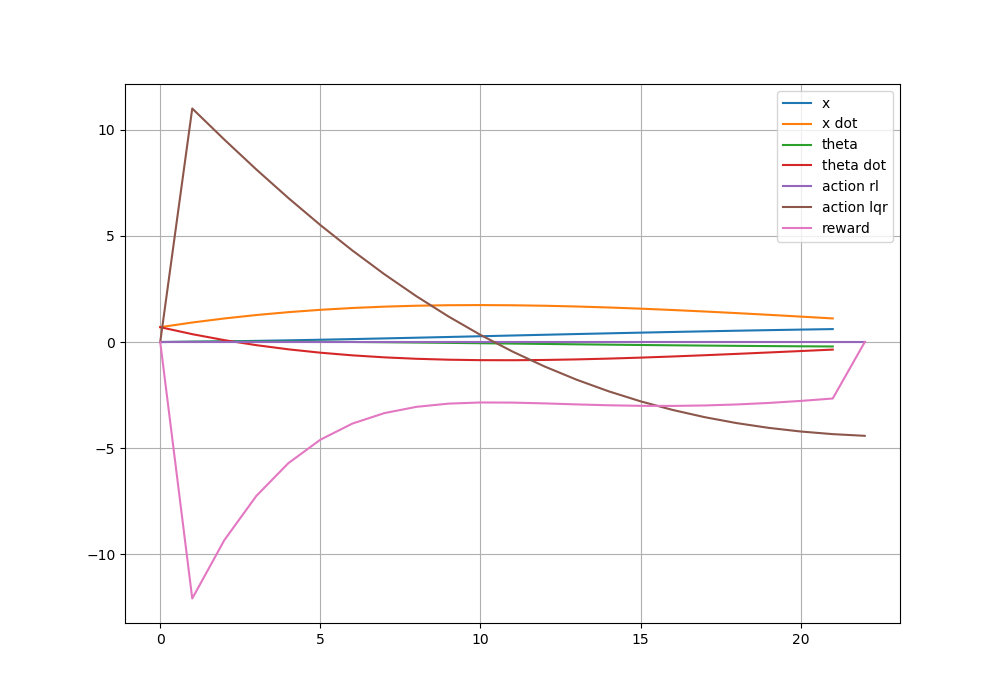 10
5
0
−5
−10
0
5
10
15
20
x
x dot
theta
theta dot
action rl
action lqr
reward